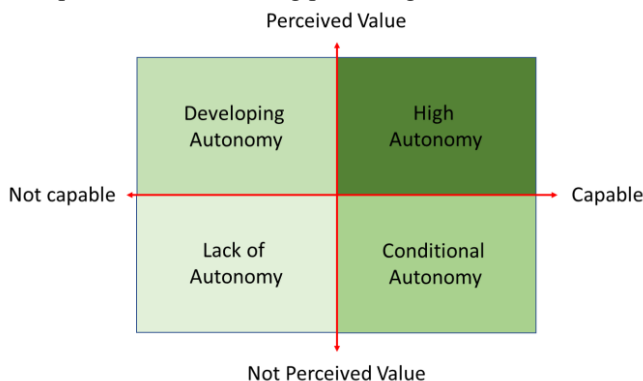 Perceived Value
Developing
Autonomy
High
Autonomy
Not capable
Capable
Lack of
Autonomy
Conditional
Autonomy
Not Perceived Value